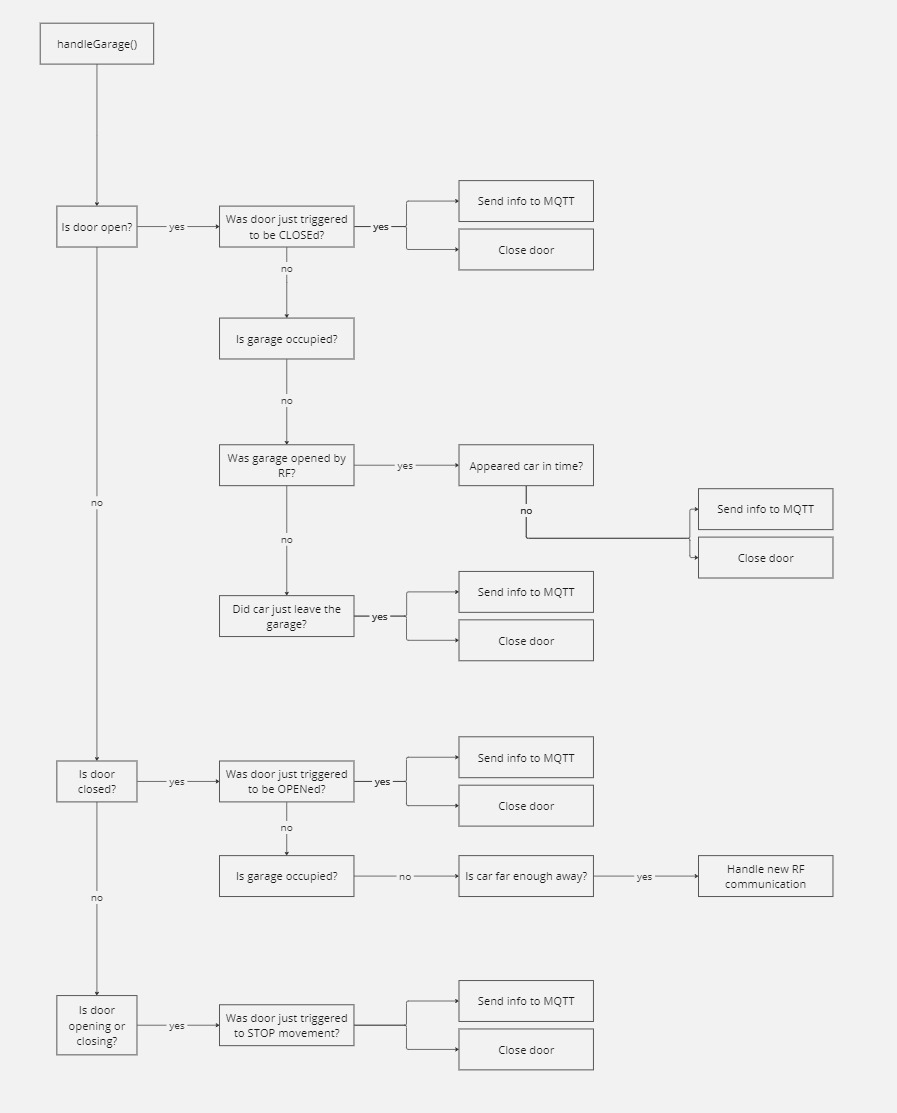 handleGarage()
Is door open?
yes
Was door just triggered
to be CLOSEd?
yes
Send info to MQTT
Close door
no
Is garage occupied?
no
Was garage opened by
RF?
yes
Appeared car in time?
no
Send info to MQTT
Close door
no
no
Did car just leave the
garage?
yes
Send info to MQTT
Close door
Is door
closed?
yes
Was door just triggered
to be OPENed?
yes
Send info to MQTT
Close door
no
Is garage occupied?
no
Is car far enough away?
yes
Handle new RF
communication
no
Is door
opening or
closing?
yes
Was door just triggered
to STOP movement?
Send info to MQTT
Close door